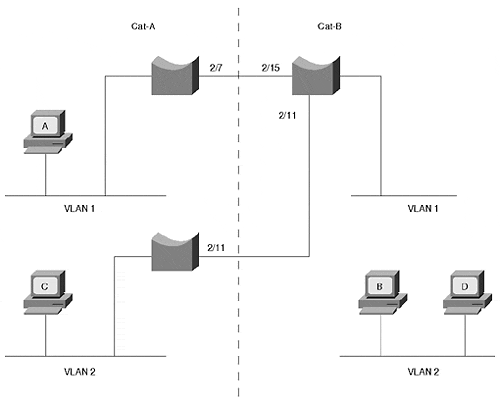 Cat-A
Cat-B
2/7
2/15
2/11
A
VLAN 1
VLAN 1
2/11
C
B
D
VLAN 2
VLAN 2